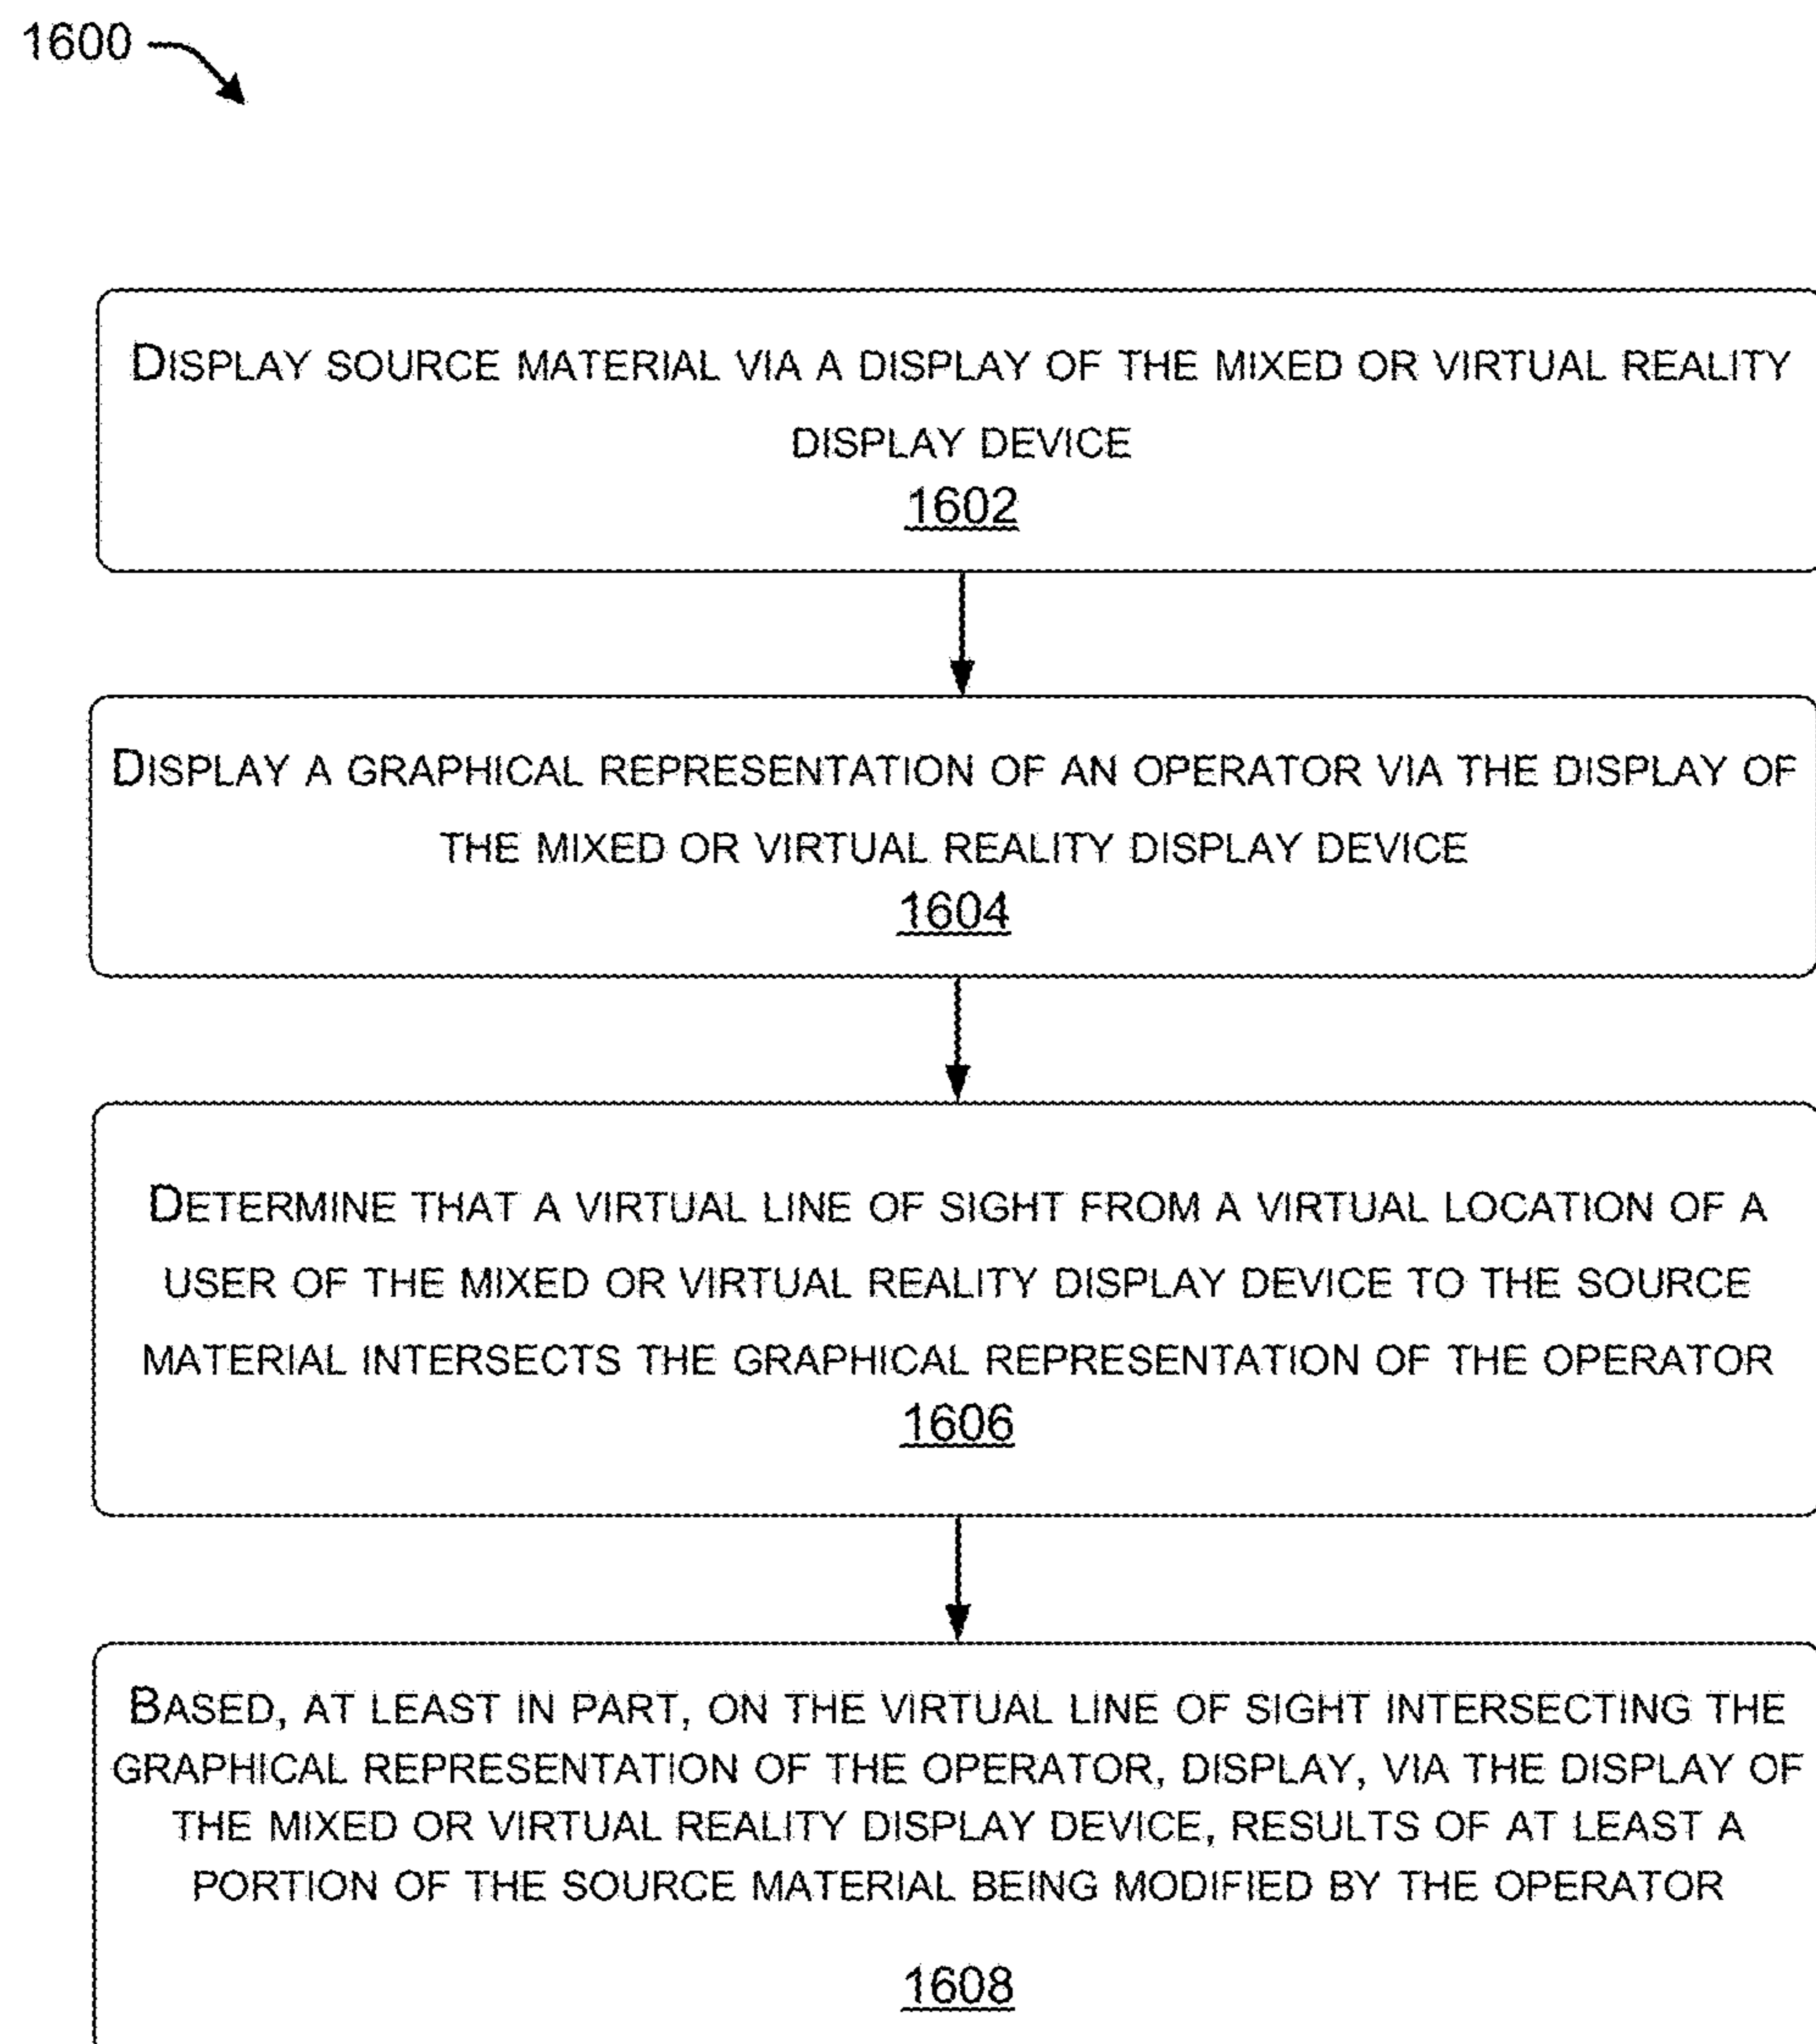 1600
DISPLAY SOURCE MATERIAL VIA A DISPLAY OF THE MIXED OR VIRTUAL REALITY
DISPLAY DEVICE
1602
DISPLAY A GRAPHICAL REPRESENTATION OF AN OPERATOR VIA THE DISPLAY OF
THE MIXED OR VIRTUAL REALITY DISPLAY DEVICE
1604
DETERMINE THAT A VIRTUAL LINE OF SIGHT FROM A VIRTUAL LOCATION OF A
USER OF THE MIXED OR VIRTUAL REALITY DISPLAY DEVICE TO THE SOURCE
MATERIAL INTERSECTS THE GRAPHICAL REPRESENTATION OF THE OPERATOR
1606
BASED, AT LEAST IN PART, ON THE VIRTUAL LINE OF SIGHT INTERSECTING THE
GRAPHICAL REPRESENTATION OF THE OPERATOR, DISPLAY, VIA THE DISPLAY OF
THE MIXED OR VIRTUAL REALITY DISPLAY DEVICE, RESULTS OF AT LEAST A
PORTION OF THE SOURCE MATERIAL BEING MODIFIED BY THE OPERATOR
1608